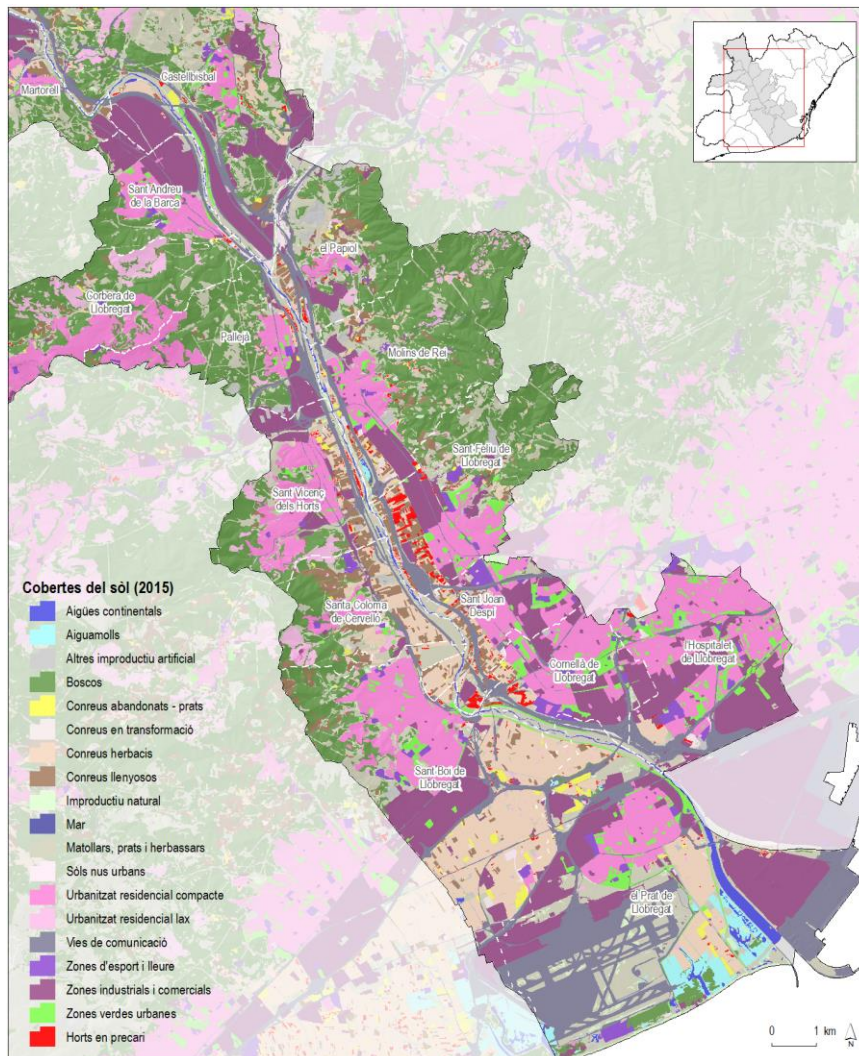 Castellbisbal
Martorell
Sant Andreu
de la Barca
el Papiol
Corbera de
Llobregat
Pallejà
Molins de Rei
Sant Feliu de
Llobregat
Sant Vicenç
dels Horts
Cobertes del sòl (2015)
Aigües continentals
Aiguamolls
Altres improductiu artificial
Boscos
Conreus abandonats - prats
Conreus en transformació
Conreus herbacis
Conreus llenyosos
Improductiu natural
Mar
Matollars, prats i herbassars
Sòls nus urbans
Urbanitzat residencial compacte
Urbanitzat residencial lax
Vies de comunicació
Zones d'esport i lleure
Zones industrials i comercials
Zones verdes urbanes
Horts en precari
Santa Coloma
de Cervelló
Sant Joan
Despí
Cornellà de
Llobregat
l'Hospitalet
de Llobregat
Sant Boi de
Llobregat
el Prat de
Llobregat
0 1 km
N